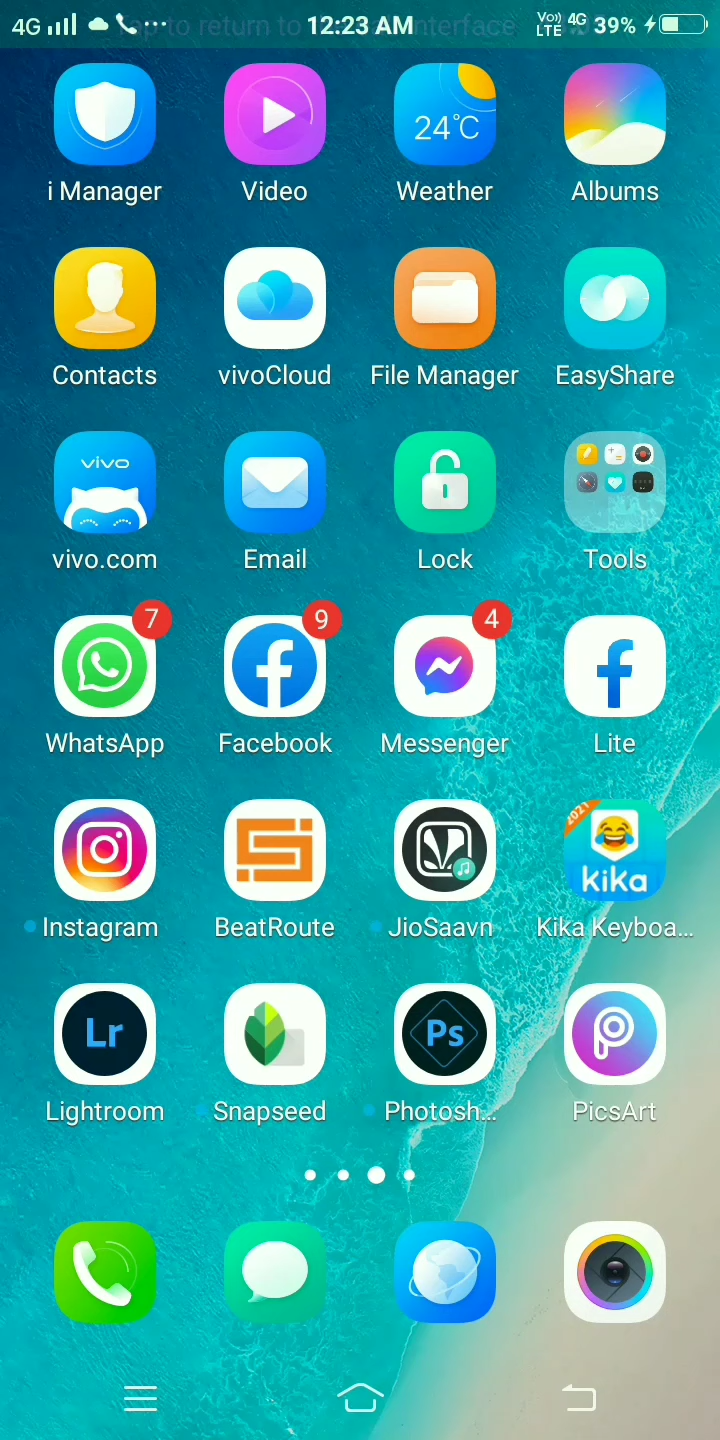 4G Tap to return to interface 12:23 AM Vo)) LTE 4G 39%
24°C
i Manager Video Weather Albums
Contacts vivoCloud File Manager EasyShare
vivo
vivo.com Email Lock Tools
7 9 4
WhatsApp Facebook Messenger Lite
2021
kika
Instagram BeatRoute JioSaavn Kika Keyboa...
Lr Ps
Lightroom Snapseed Photosh... PicsArt